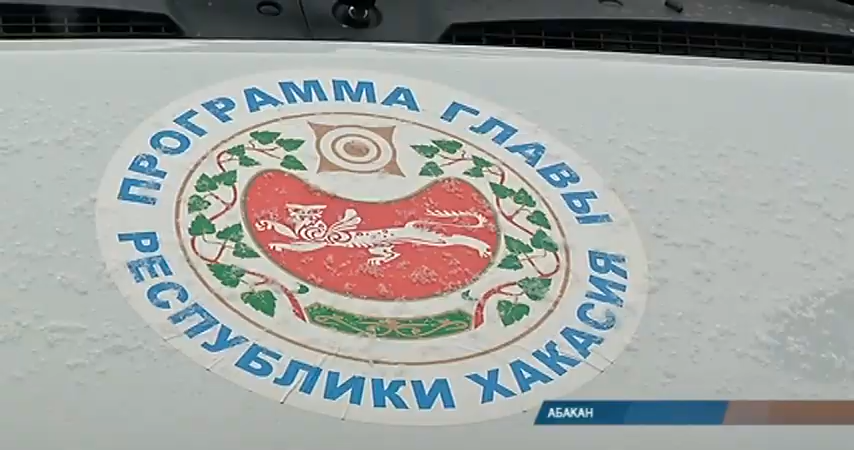 ПРОГРАММА ГЛАВЫ
РЕСПУБЛИКИ ХАКАСИЯ
АБАКАН